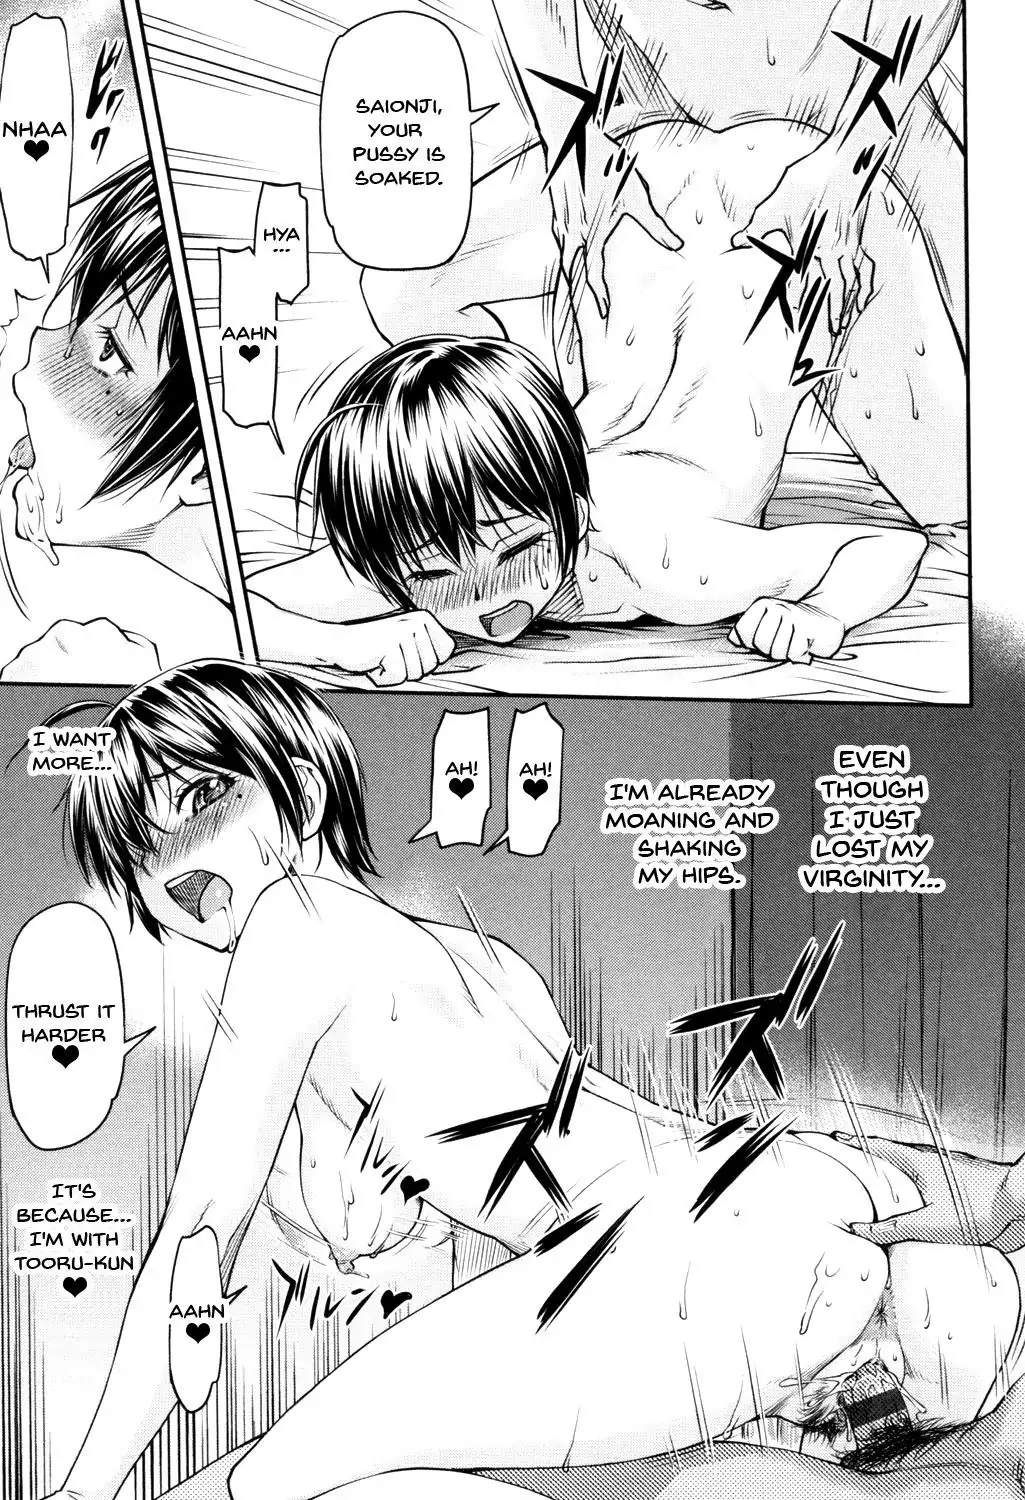 SAIONJI,
YOUR
PUSSY IS
SOAKED.
HYA
...
AAHN
♥
NHAA
♥
EVEN
THOUGH
I JUST
LOST MY
VIRGINITY...
I'M ALREADY
MOANING AND
SHAKING
MY HIPS.
AH!
♥
AH!
♥
I WANT
MORE...
THRUST IT
HARDER
♥
IT'S
BECAUSE...
I'M WITH
TOORU-KUN
♥
AAHN
♥